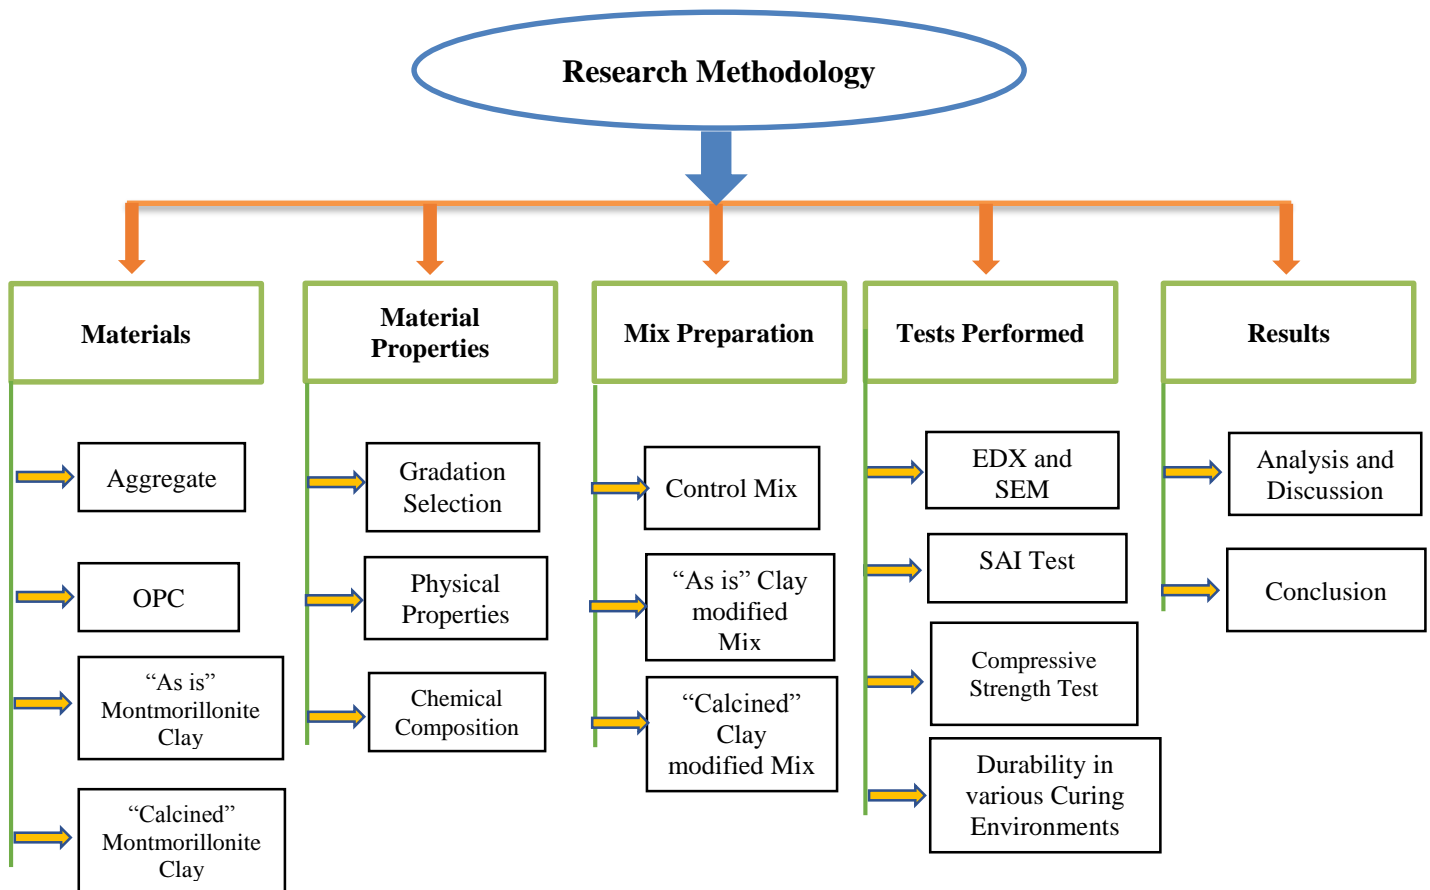 Research Methodology
Materials
Aggregate
OPC
“As is”
Montmorillonite
Clay
“Calcined”
Montmorillonite
Clay
Material
Properties
Gradation
Selection
Physical
Properties
Chemical
Composition
Mix Preparation
Control Mix
“As is” Clay
modified
Mix
“Calcined”
Clay
modified Mix
Tests Performed
EDX and
SEM
SAI Test
Compressive
Strength Test
Durability in
various Curing
Environments
Results
Analysis and
Discussion
Conclusion